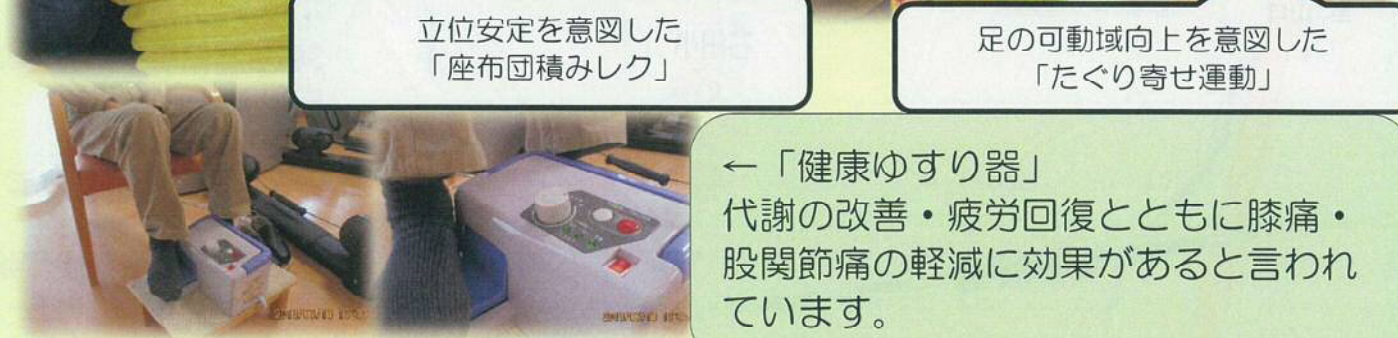 立位安定を意図した
「座布団積みレク」
足の可動域向上を意図した
「たぐり寄せ運動」
←「健康ゆすり器」
代謝の改善・疲労回復とともに膝痛・
股関節痛の軽減に効果があると言われ
ています。